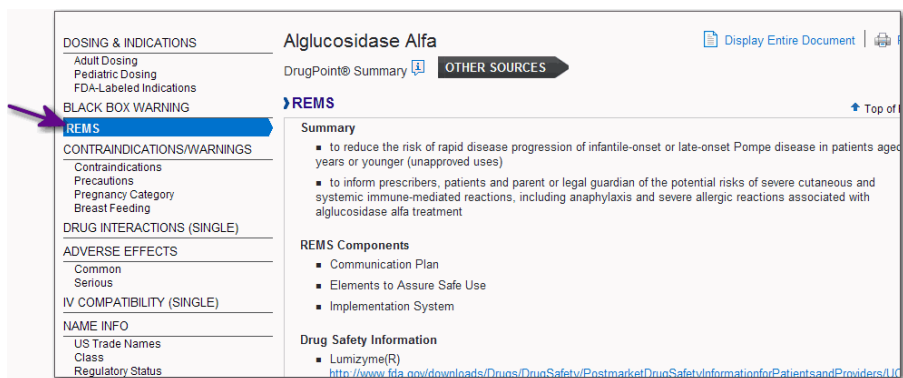 DOSING & INDICATIONS
Adult Dosing
Pediatric Dosing
FDA-Labeled Indications
BLACK BOX WARNING
REMS
CONTRAINDICATIONS/WARNINGS
Contraindications
Precautions
Pregnancy Category
Breast Feeding
DRUG INTERACTIONS (SINGLE)
ADVERSE EFFECTS
Common
Serious
IV COMPATIBILITY (SINGLE)
NAME INFO
US Trade Names
Class
Regulatory Status
Alglucosidase Alfa
Display Entire Document
DrugPoint® Summary
OTHER SOURCES
REMS
Top of
Summary
to reduce the risk of rapid disease progression of infantile-onset or late-onset Pompe disease in patients aged
years or younger (unapproved uses)
to inform prescribers, patients and parent or legal guardian of the potential risks of severe cutaneous and
systemic immune-mediated reactions, including anaphylaxis and severe allergic reactions associated with
alglucosidase alfa treatment
REMS Components
Communication Plan
Elements to Assure Safe Use
Implementation System
Drug Safety Information
Lumizyme(R)
http://www.fda.gov/downloads/Drugs/DrugSafety/PostmarketDrugSafetyInformationforPatientsandProviders/UC